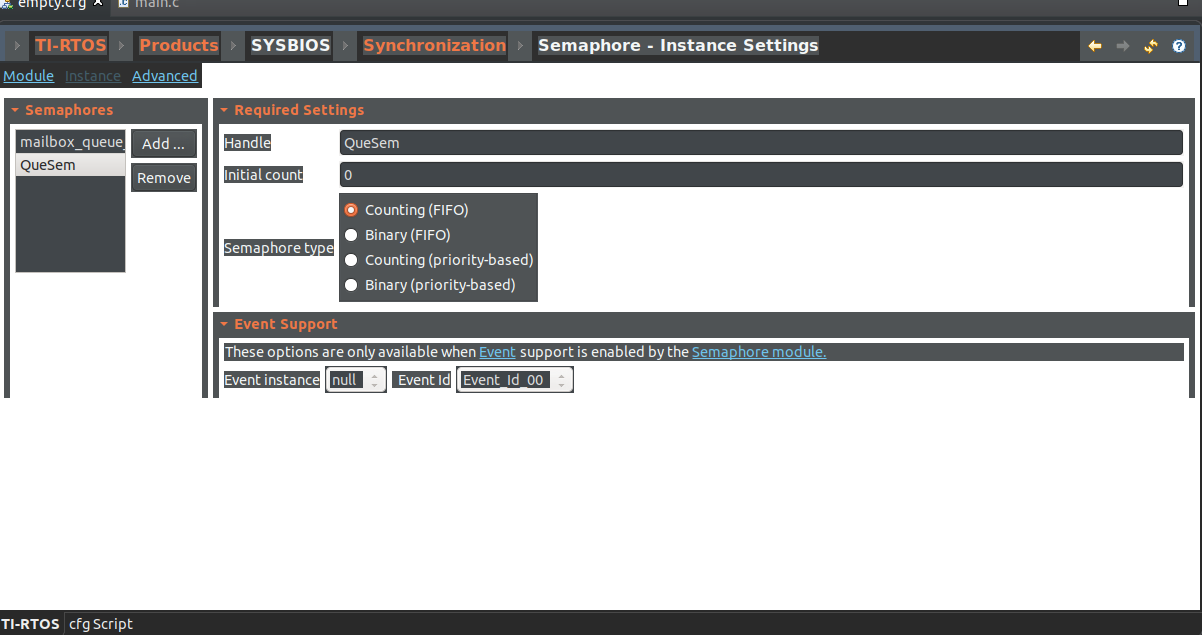 empty.cfg main.c
TI-RTOS Products SYSBIOS Synchronization Semaphore - Instance Settings
Module Instance Advanced
Semaphores
mailbox_queue_
QueSem
Add ...
Remove
Required Settings
Handle QueSem
Initial count 0
Semaphore type
Counting (FIFO)
Binary (FIFO)
Counting (priority-based)
Binary (priority-based)
Event Support
These options are only available when Event support is enabled by the Semaphore module.
Event instance null Event Id Event_Id_00
TI-RTOS cfg Script